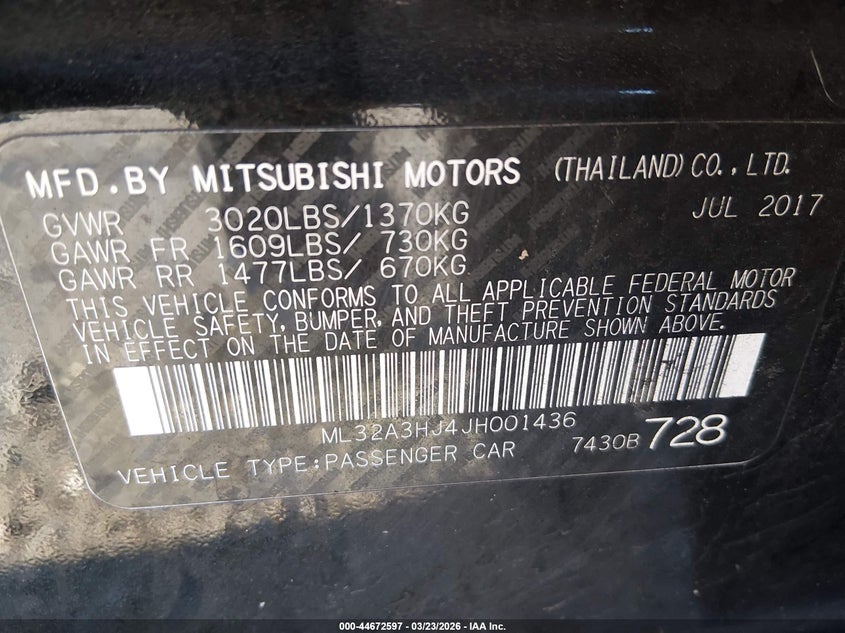 MFD.BY MITSUBISHI MOTORS (THAILAND) CO., LTD.
GVWR 3020LBS/1370KG JUL 2017
GAWR FR 1609LBS/ 730KG
GAWR RR 1477LBS/ 670KG
THIS VEHICLE CONFORMS TO ALL APPLICABLE FEDERAL MOTOR
VEHICLE SAFETY, BUMPER, AND THEFT PREVENTION STANDARDS
IN EFFECT ON THE DATE OF MANUFACTURE SHOWN ABOVE.
ML32A3HJ4JH001436
VEHICLE TYPE:PASSENGER CAR 7430B 728
000-44672597 - 03/23/2026 - IAA Inc.